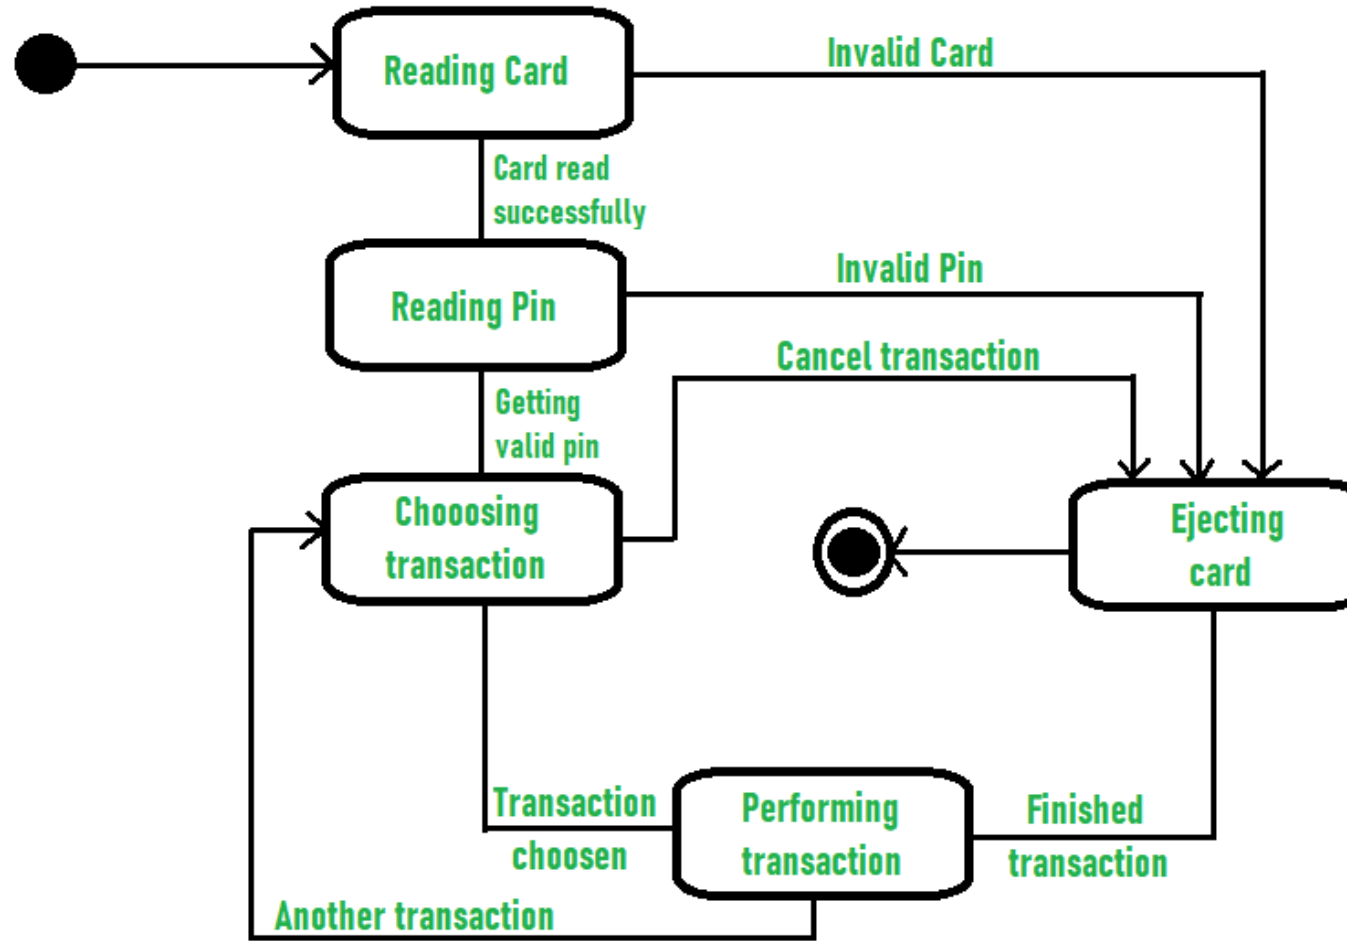 Reading Card
Invalid Card
Card read
successfully
Reading Pin
Invalid Pin
Cancel transaction
Getting
valid pin
Chooosing
transaction
Ejecting
card
Transaction
choosen
Performing
transaction
Finished
transaction
Another transaction